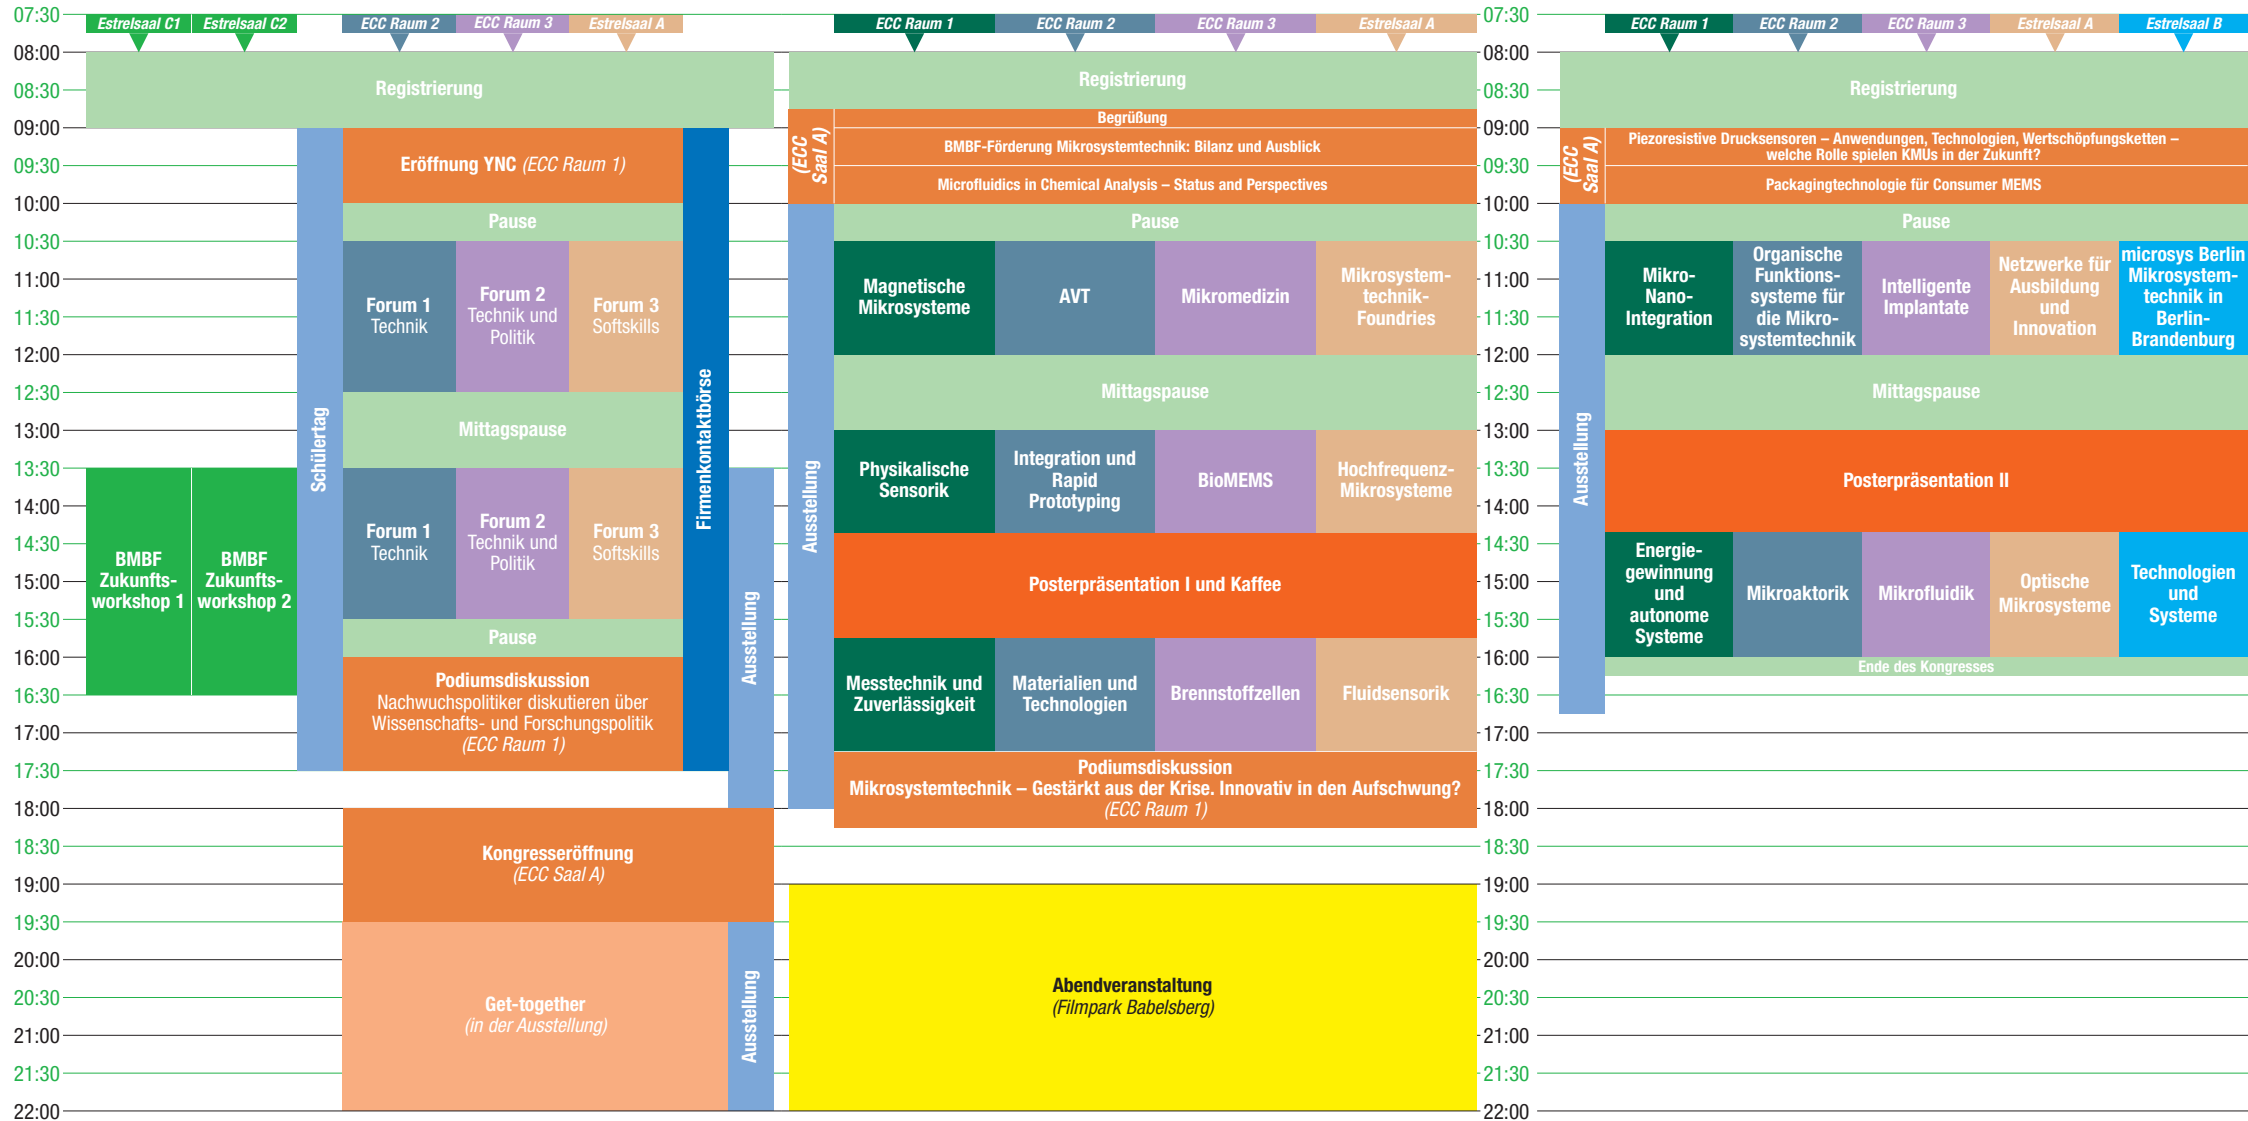 07:30
08:00
08:30
09:00
09:30
10:00
10:30
11:00
11:30
12:00
12:30
13:00
13:30
14:00
14:30
15:00
15:30
16:00
16:30
17:00
17:30
18:00
18:30
19:00
19:30
20:00
20:30
21:00
21:30
22:00
Estrelsaal C1
Estrelsaal C2
ECC Raum 2
ECC Raum 3
Estrelsaal A
Registrierung
BMBF
Zukunfts-
workshop 1
BMBF
Zukunfts-
workshop 2
Schülertag
Eröffnung YNC (ECC Raum 1)
Pause
Forum 1
Technik
Forum 2
Technik und
Politik
Forum 3
Softskills
Mittagspause
Forum 1
Technik
Forum 2
Technik und
Politik
Forum 3
Softskills
Pause
Podiumsdiskussion
Nachwuchspolitiker diskutieren über
Wissenschafts- und Forschungspolitik
(ECC Raum 1)
Firmenkontaktbörse
Ausstellung
Kongresseröffnung
(ECC Saal A)
Get-together
(in der Ausstellung)
Ausstellung
ECC Raum 1
ECC Raum 2
ECC Raum 3
Estrelsaal A
Registrierung
(ECC
Saal A)
Begrüßung
BMBF-Förderung Mikrosystemtechnik: Bilanz und Ausblick
Microfluidics in Chemical Analysis – Status and Perspectives
Ausstellung
Pause
Magnetische
Mikrosysteme
AVT
Mikromedizin
Mikrosystem-
technik-
Foundries
Mittagspause
Physikalische
Sensorik
Integration und
Rapid
Prototyping
BioMEMS
Hochfrequenz-
Mikrosysteme
Posterpräsentation I und Kaffee
Messtechnik und
Zuverlässigkeit
Materialien und
Technologien
Brennstoffzellen
Fluidsensorik
Podiumsdiskussion
Mikrosystemtechnik – Gestärkt aus der Krise. Innovativ in den Aufschwung?
(ECC Raum 1)
Abendveranstaltung
(Filmpark Babelsberg)
07:30
08:00
08:30
09:00
09:30
10:00
10:30
11:00
11:30
12:00
12:30
13:00
13:30
14:00
14:30
15:00
15:30
16:00
16:30
17:00
17:30
18:00
18:30
19:00
19:30
20:00
20:30
21:00
21:30
22:00
ECC Raum 1
ECC Raum 2
ECC Raum 3
Estrelsaal A
Estrelsaal B
Registrierung
(ECC
Saal A)
Piezoresistive Drucksensoren – Anwendungen, Technologien, Wertschöpfungsketten –
welche Rolle spielen KMUs in der Zukunft?
Packagingtechnologie für Consumer MEMS
Ausstellung
Pause
Mikro-
Nano-
Integration
Organische
Funktions-
systeme für
die Mikro-
systemtechnik
Intelligente
Implantate
Netzwerke für
Ausbildung
und
Innovation
microsys Berlin
Mikrosystem-
technik in
Berlin-
Brandenburg
Mittagspause
Posterpräsentation II
Energie-
gewinnung
und
autonome
Systeme
Mikroaktorik
Mikrofluidik
Optische
Mikrosysteme
Technologien
und
Systeme
Ende des Kongresses